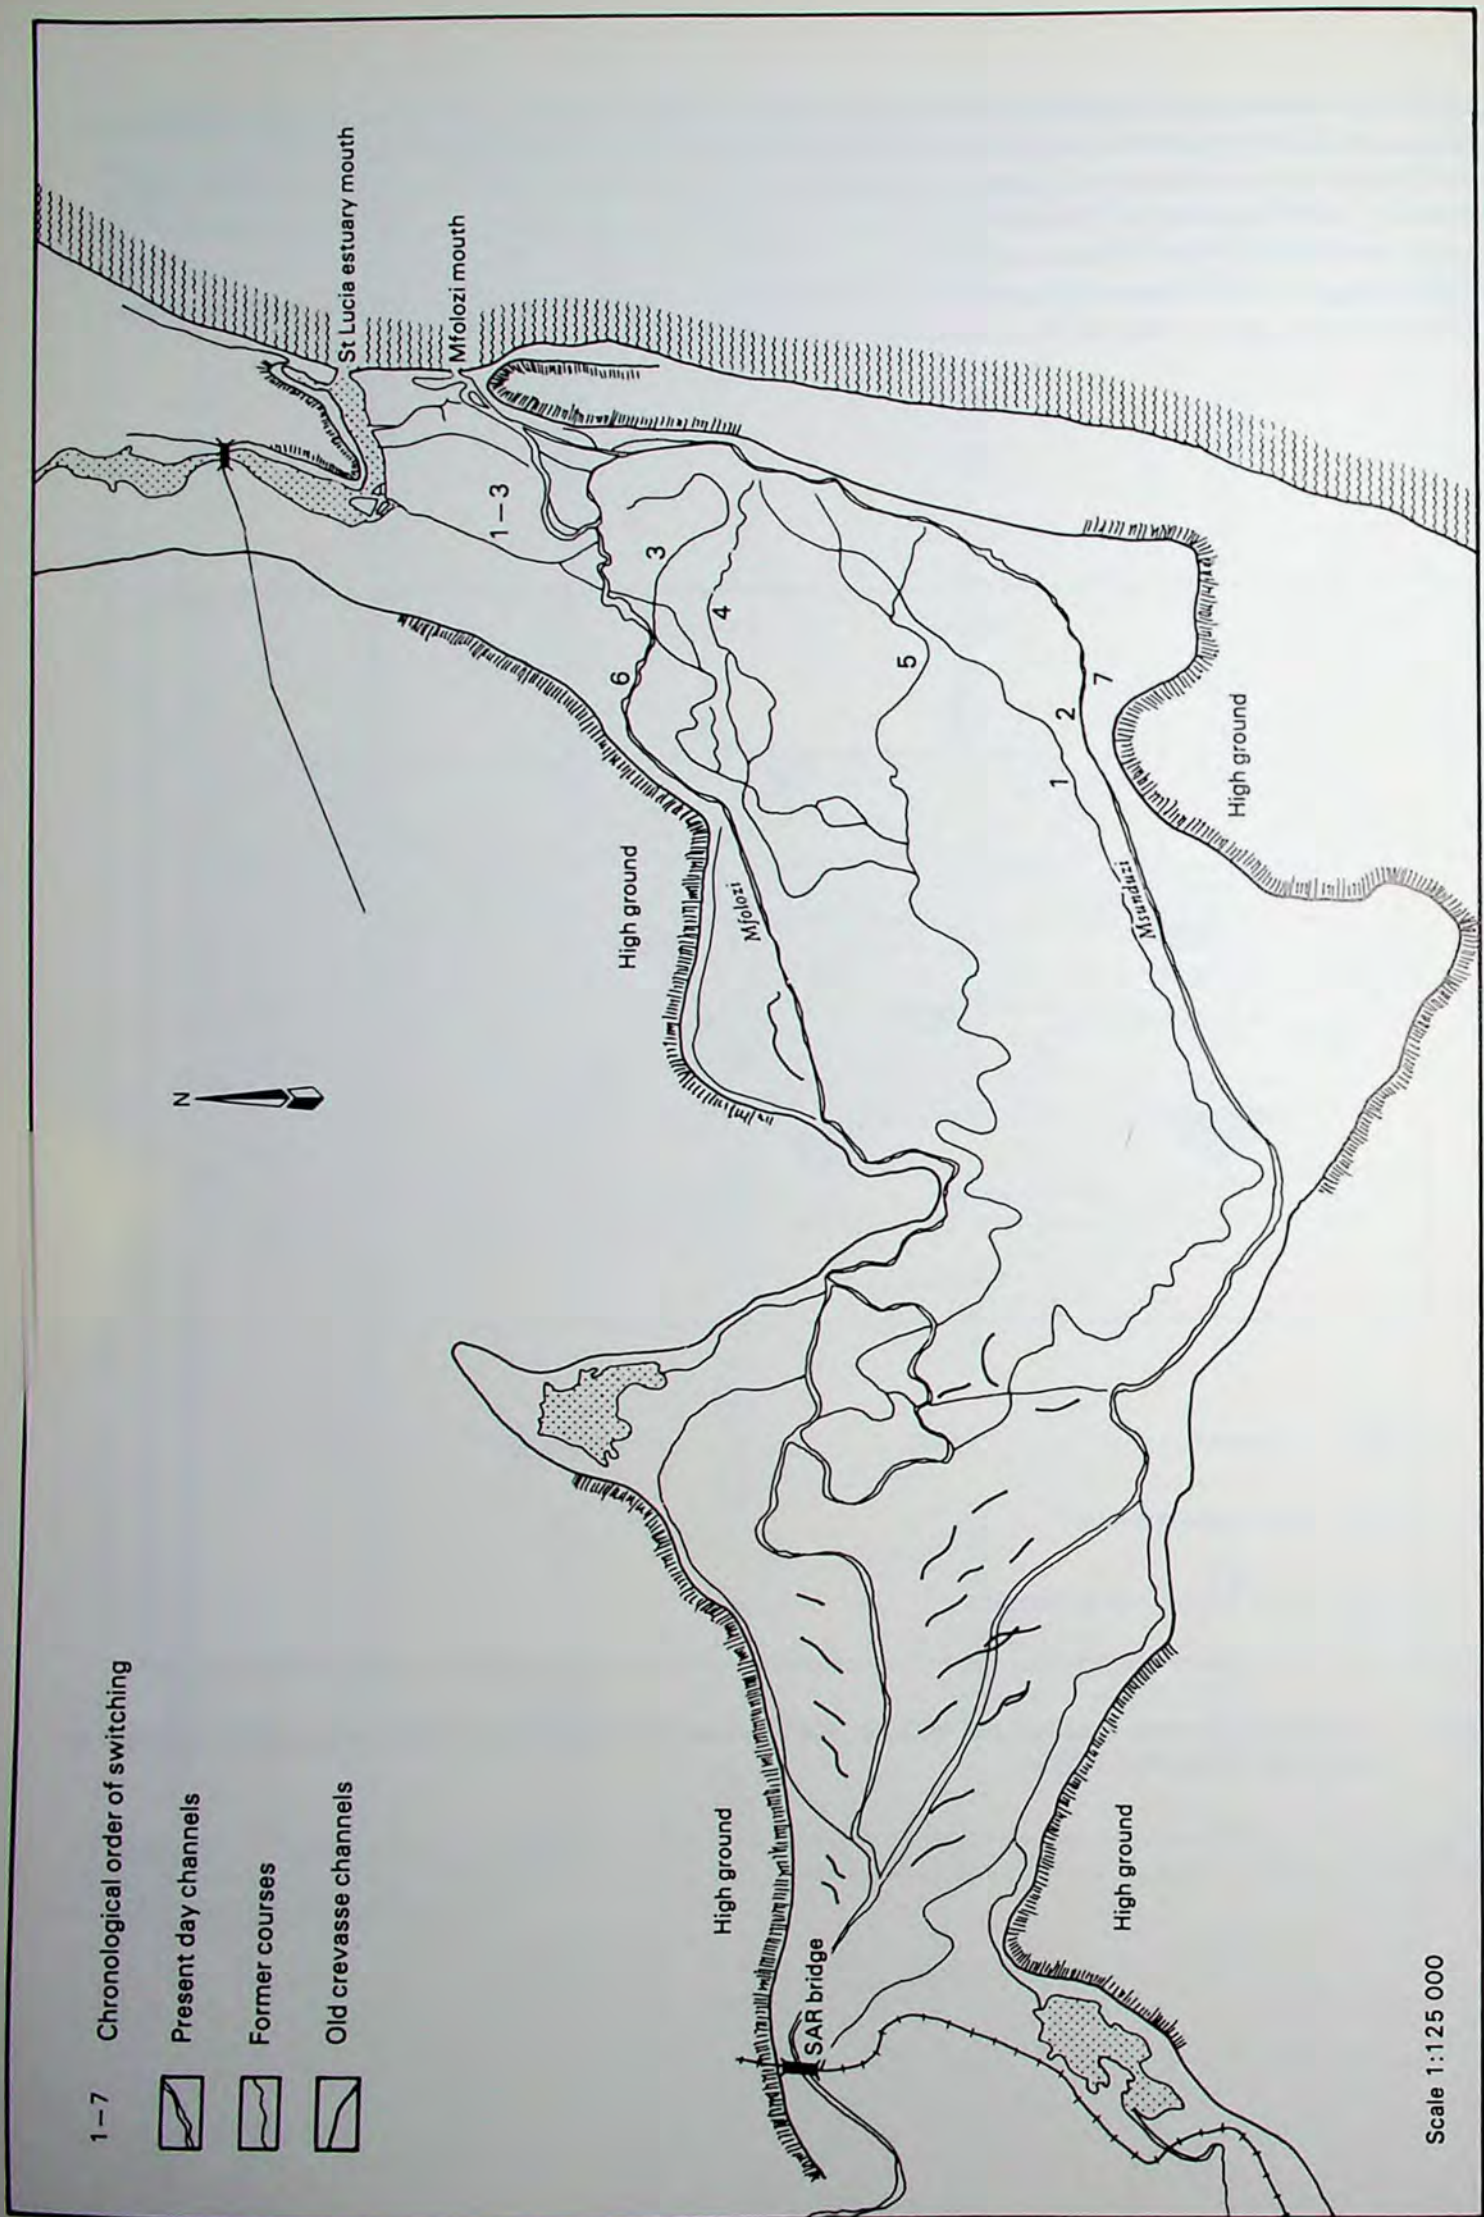 1–7 Chronological order of switching
Present day channels
Former courses
Old crevasse channels
N
St Lucia estuary mouth
Mfolozi mouth
1–3
3
6
4
5
High ground
Mfolozi
2
7
1
Msunduzi
High ground
High ground
SAR bridge
High ground
Scale 1:125 000